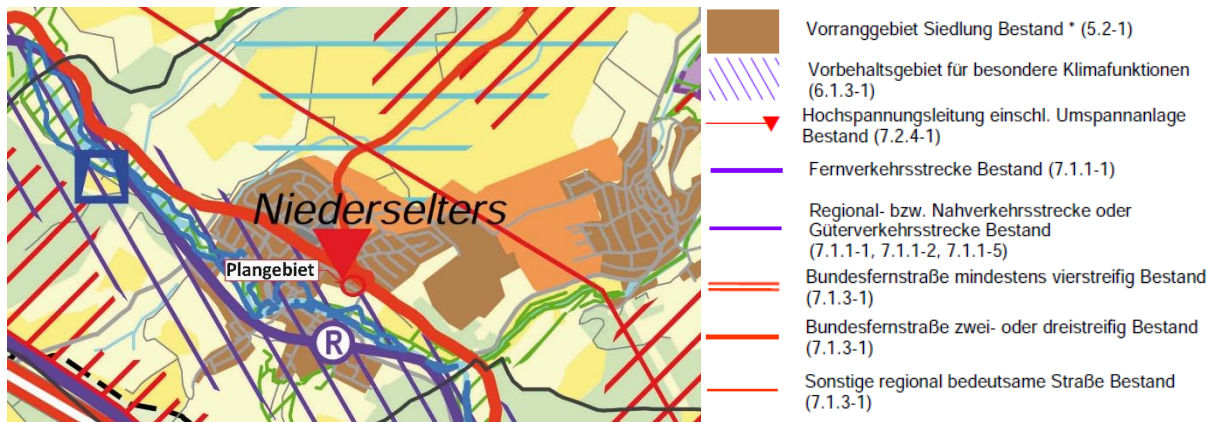 Niederselters
Plangebiet
R
Vorranggebiet Siedlung Bestand * (5.2-1)
Vorbehaltsgebiet für besondere Klimafunktionen
(6.1.3-1)
Hochspannungsleitung einschl. Umspannanlage
Bestand (7.2.4-1)
Fernverkehrsstrecke Bestand (7.1.1-1)
Regional- bzw. Nahverkehrsstrecke oder
Güterverkehrsstrecke Bestand
(7.1.1-1, 7.1.1-2, 7.1.1-5)
Bundesfernstraße mindestens vierstreifig Bestand
(7.1.3-1)
Bundesfernstraße zwei- oder dreistreifig Bestand
(7.1.3-1)
Sonstige regional bedeutsame Straße Bestand
(7.1.3-1)